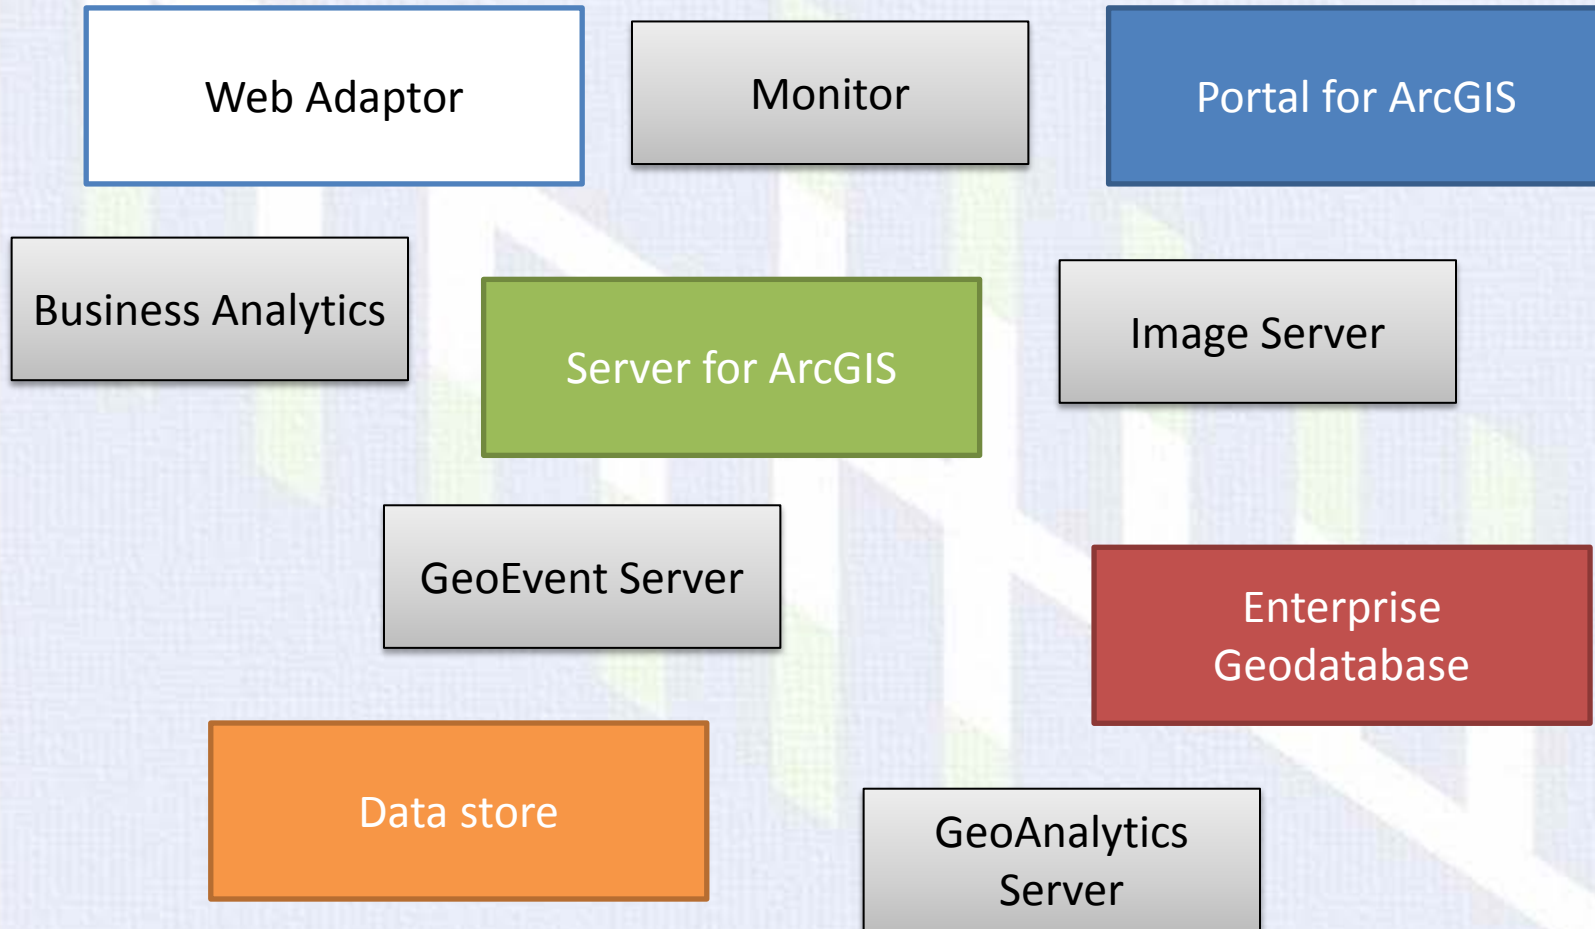 Web Adaptor
Monitor
Portal for ArcGIS
Business Analytics
Server for ArcGIS
Image Server
GeoEvent Server
Enterprise
Geodatabase
Data store
GeoAnalytics
Server